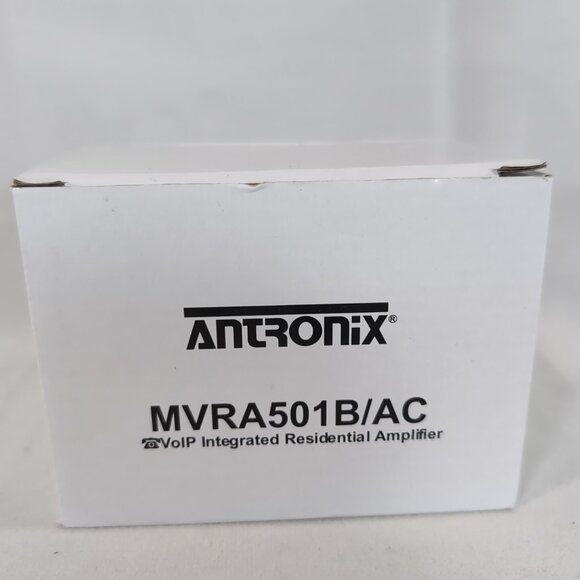 ANTRONIX®
MVRA501B/AC
☎VoIP Integrated Residential Amplifier